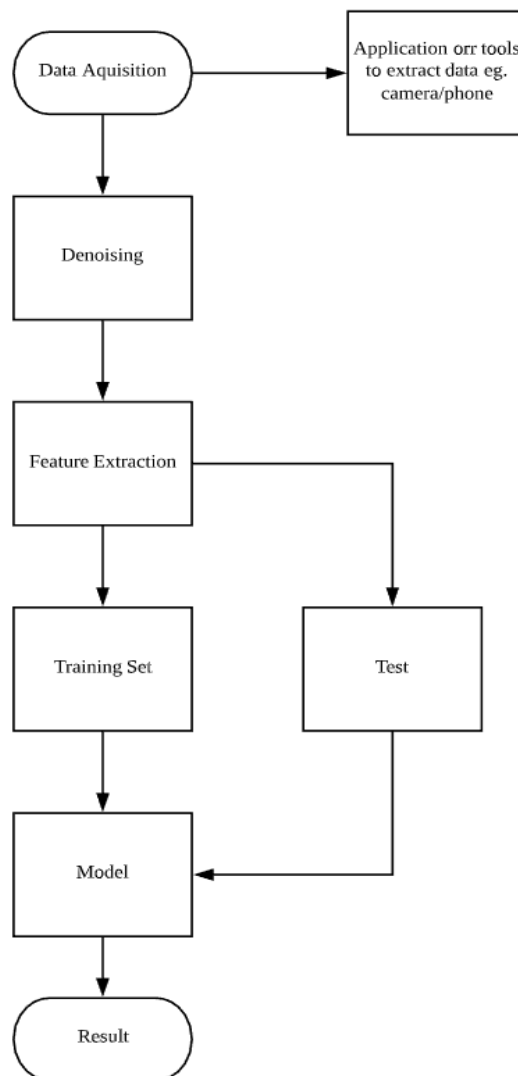 Data Aquisition
Application orr tools
to extract data eg.
camera/phone
Denoising
Feature Extraction
Training Set
Test
Model
Result